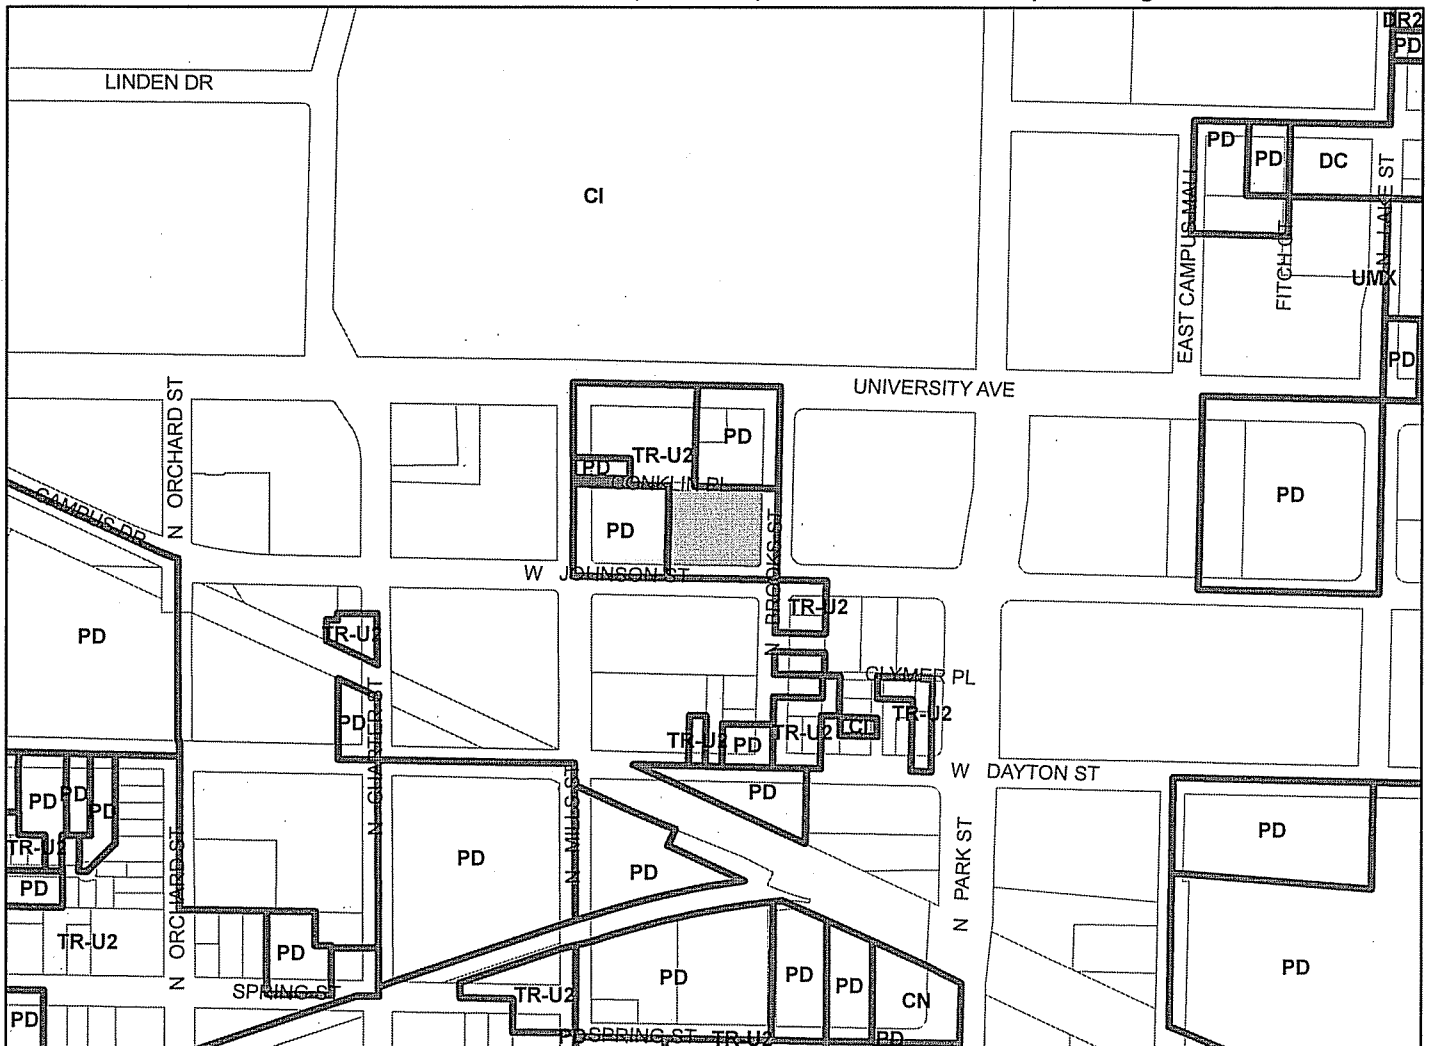 DR2
PD
LINDEN DR
PD
PD
DC
CI
EAST CAMPUS MALL
FITCH CT
N LAKE ST
UMX
PD
UNIVERSITY AVE
N ORCHARD ST
PD
TR-U2
PD
CONKLIN PL
CAMPUS DR
PD
PD
W JOHNSON ST
N BROOKS ST
TR-U2
TR-U2
PD
CLYMER PL
PD
N CHARTER ST
TR-U2
PD
TR-U2
CI
TR-U2
W DAYTON ST
PD
PD
PD
PD
TR-U2
PD
N ORCHARD ST
PD
N MILLS ST
PD
N PARK ST
PD
TR-U2
PD
SPRING ST
TR-U2
PD
PD
PD
CN
PD
PD
PD
SPRING ST
TR-U2
PD